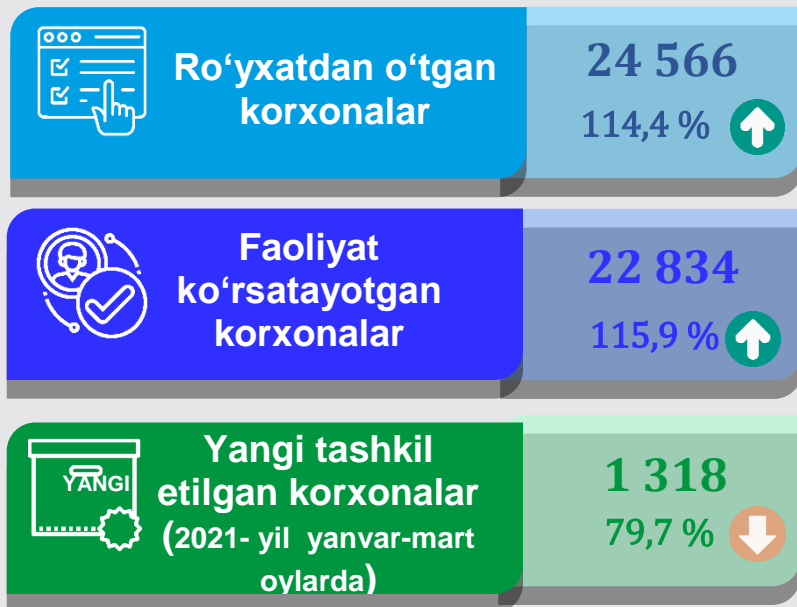 Ro‘yxatdan o‘tgan
korxonalar
24 566
114,4 %
Faoliyat
ko‘rsatayotgan
korxonalar
22 834
115,9 %
YANGI
Yangi tashkil
etilgan korxonalar
(2021- yil yanvar-mart
oylarda)
1 318
79,7 %